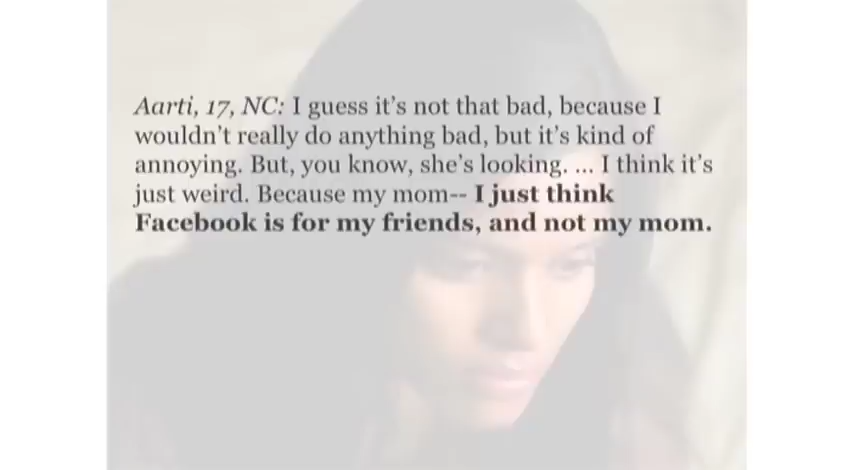 Aarti, 17, NC: I guess it's not that bad, because I
wouldn't really do anything bad, but it's kind of
annoying. But, you know, she's looking. ... I think it's
just weird. Because my mom-- I just think
Facebook is for my friends, and not my mom.